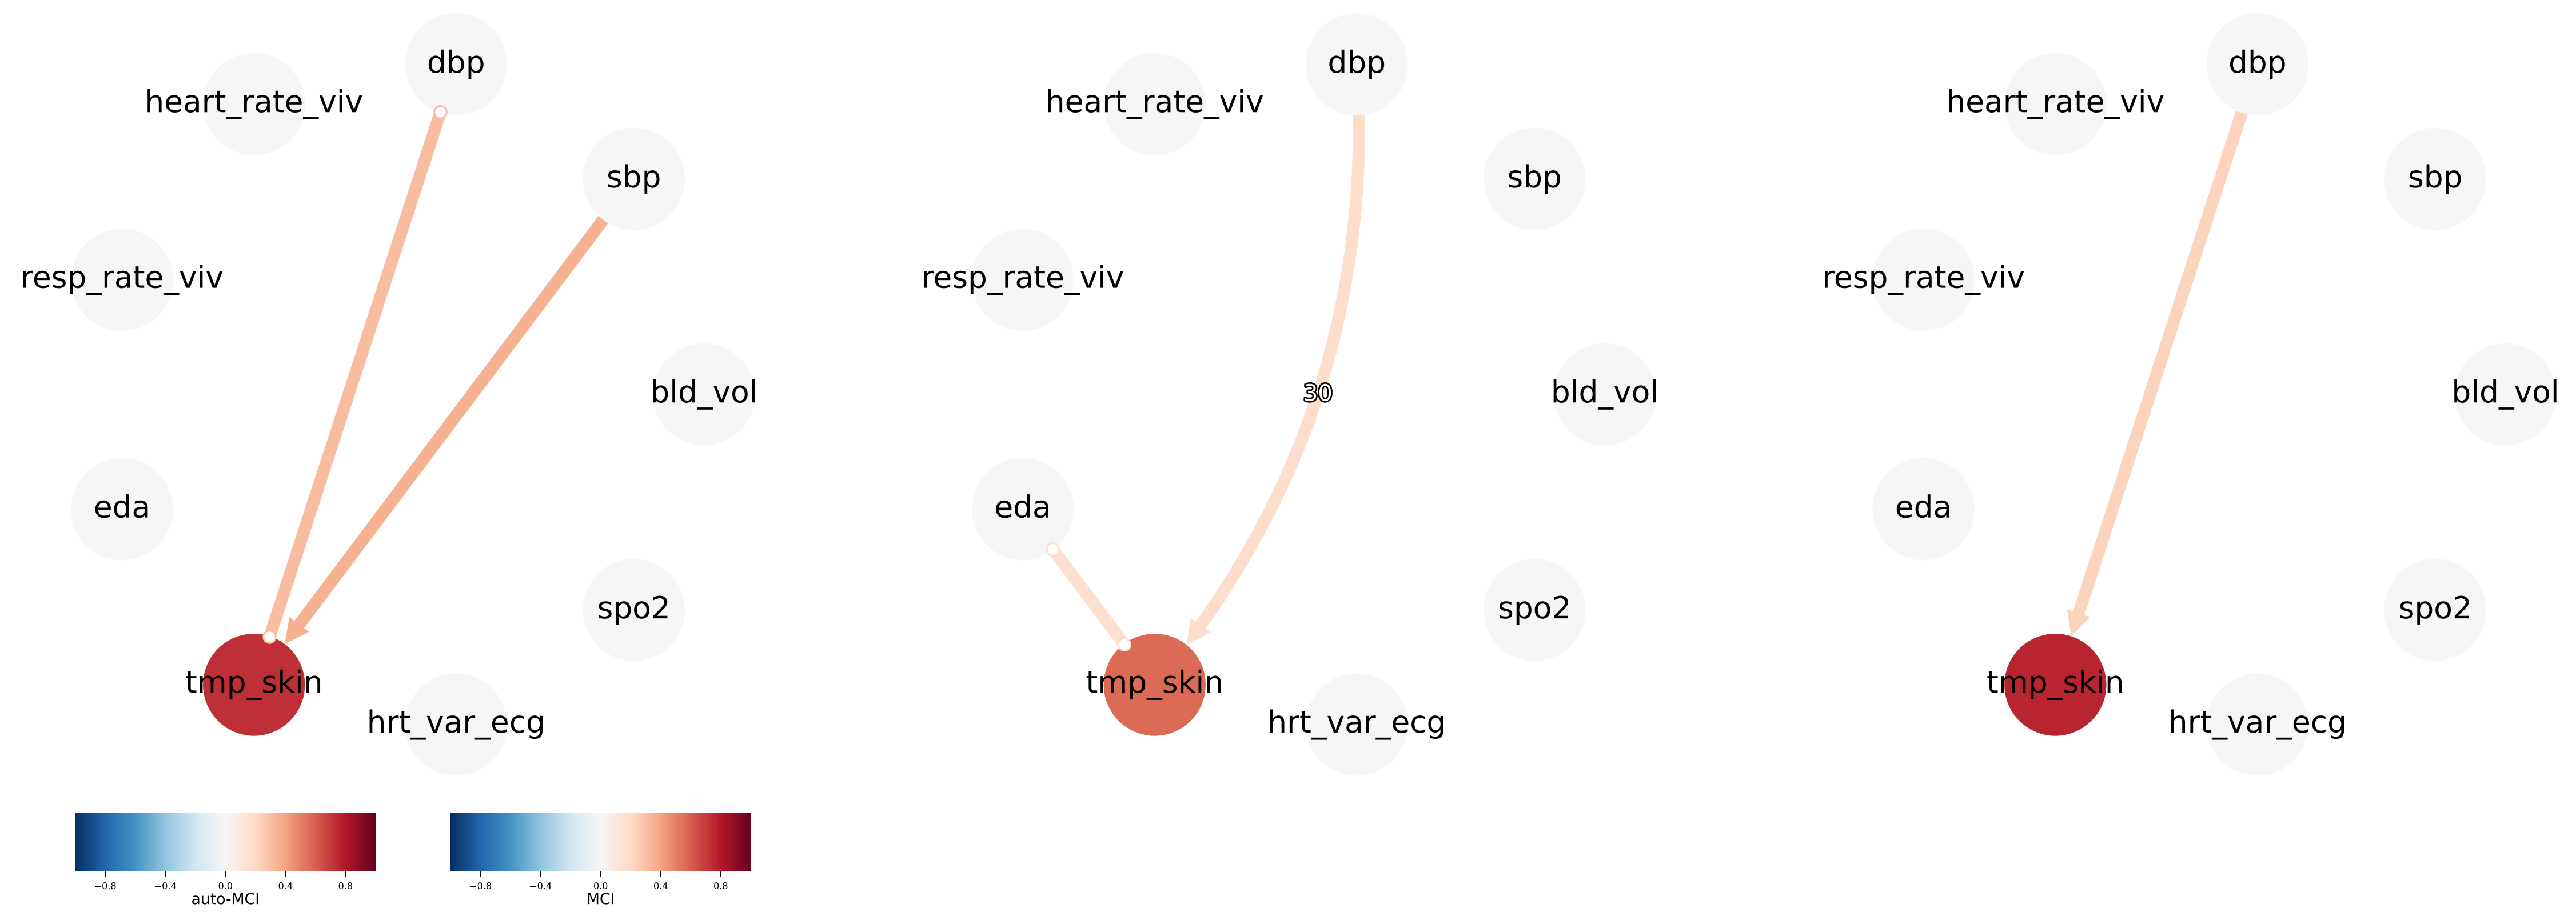 dbp
heart_rate_viv
sbp
resp_rate_viv
bld_vol
eda
spo2
tmp_skin
hrt_var_ecg
−0.8 −0.4 0.0 0.4 0.8
auto-MCI
−0.8 −0.4 0.0 0.4 0.8
MCI
dbp
heart_rate_viv
sbp
resp_rate_viv
30
bld_vol
eda
spo2
tmp_skin
hrt_var_ecg
dbp
heart_rate_viv
sbp
resp_rate_viv
bld_vol
eda
spo2
tmp_skin
hrt_var_ecg